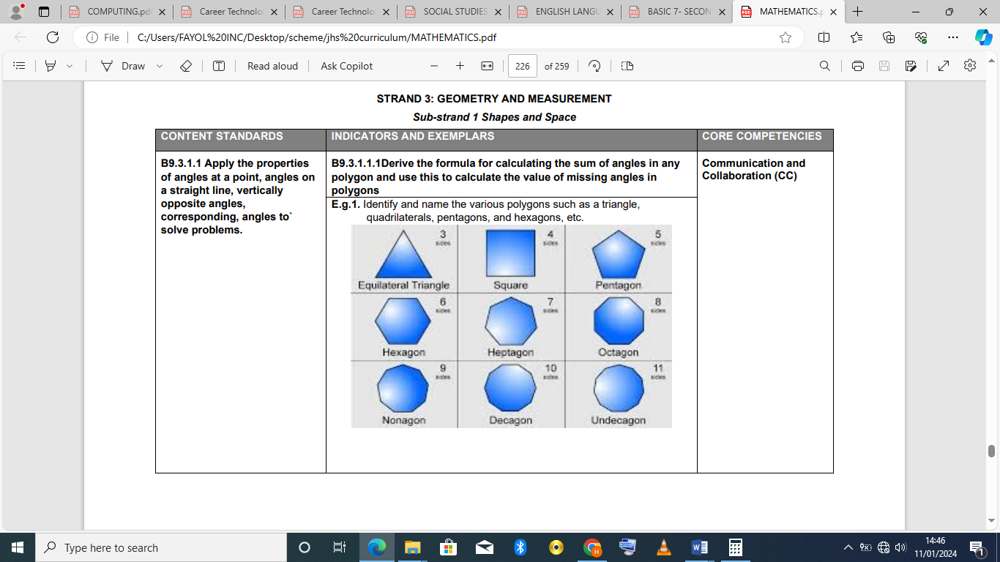 COMPUTING.pd
Career Technolo
Career Technolo
SOCIAL STUDIES
ENGLISH LANGU
BASIC 7- SECON
MATHEMATICS.p
File
C:/Users/FAYOL%20INC/Desktop/scheme/jhs%20curriculum/MATHEMATICS.pdf
Draw
Read aloud
Ask Copilot
226
of 259
STRAND 3: GEOMETRY AND MEASUREMENT
Sub-strand 1 Shapes and Space
CONTENT STANDARDS
INDICATORS AND EXEMPLARS
CORE COMPETENCIES
B9.3.1.1 Apply the properties
of angles at a point, angles on
a straight line, vertically
opposite angles,
corresponding, angles to`
solve problems.
B9.3.1.1.1Derive the formula for calculating the sum of angles in any
polygon and use this to calculate the value of missing angles in
polygons
E.g.1. Identify and name the various polygons such as a triangle,
quadrilaterals, pentagons, and hexagons, etc.
3
sides
Equilateral Triangle
4
sides
Square
5
sides
Pentagon
6
sides
Hexagon
7
sides
Heptagon
8
sides
Octagon
9
sides
Nonagon
10
sides
Decagon
11
sides
Undecagon
Communication and
Collaboration (CC)
Type here to search
14:46
11/01/2024
1